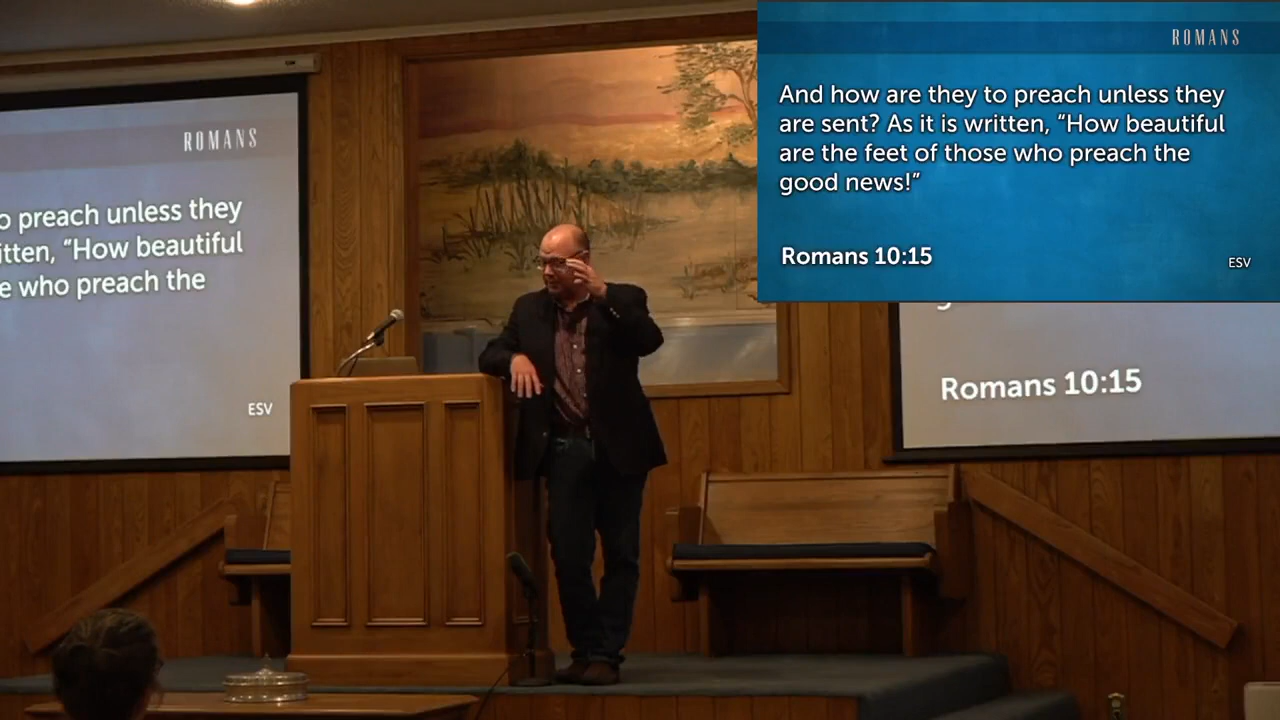 ROMANS
o preach unless they
itten, “How beautiful
e who preach the
ESV
ROMANS
And how are they to preach unless they
are sent? As it is written, “How beautiful
are the feet of those who preach the
good news!”
Romans 10:15
ESV
Romans 10:15